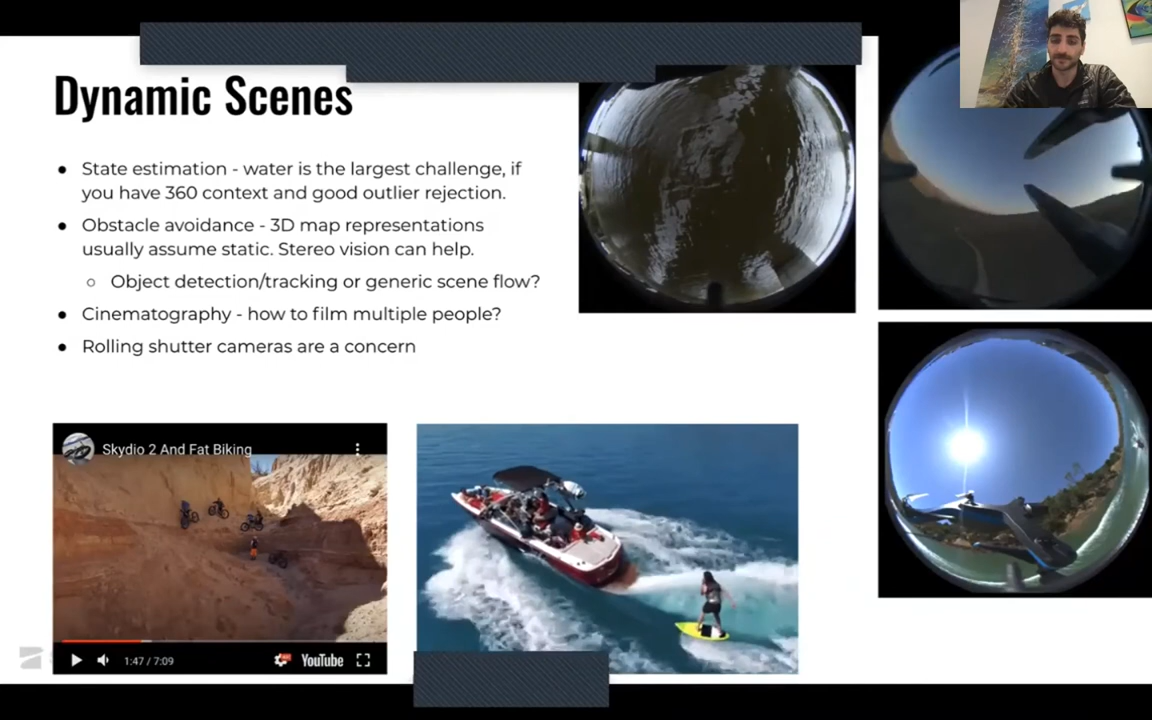 Dynamic Scenes
● State estimation - water is the largest challenge, if
you have 360 context and good outlier rejection.
● Obstacle avoidance - 3D map representations
usually assume static. Stereo vision can help.
○ Object detection/tracking or generic scene flow?
● Cinematography - how to film multiple people?
● Rolling shutter cameras are a concern
Skydio 2 And Fat Biking
1:47 / 7:09
YouTube